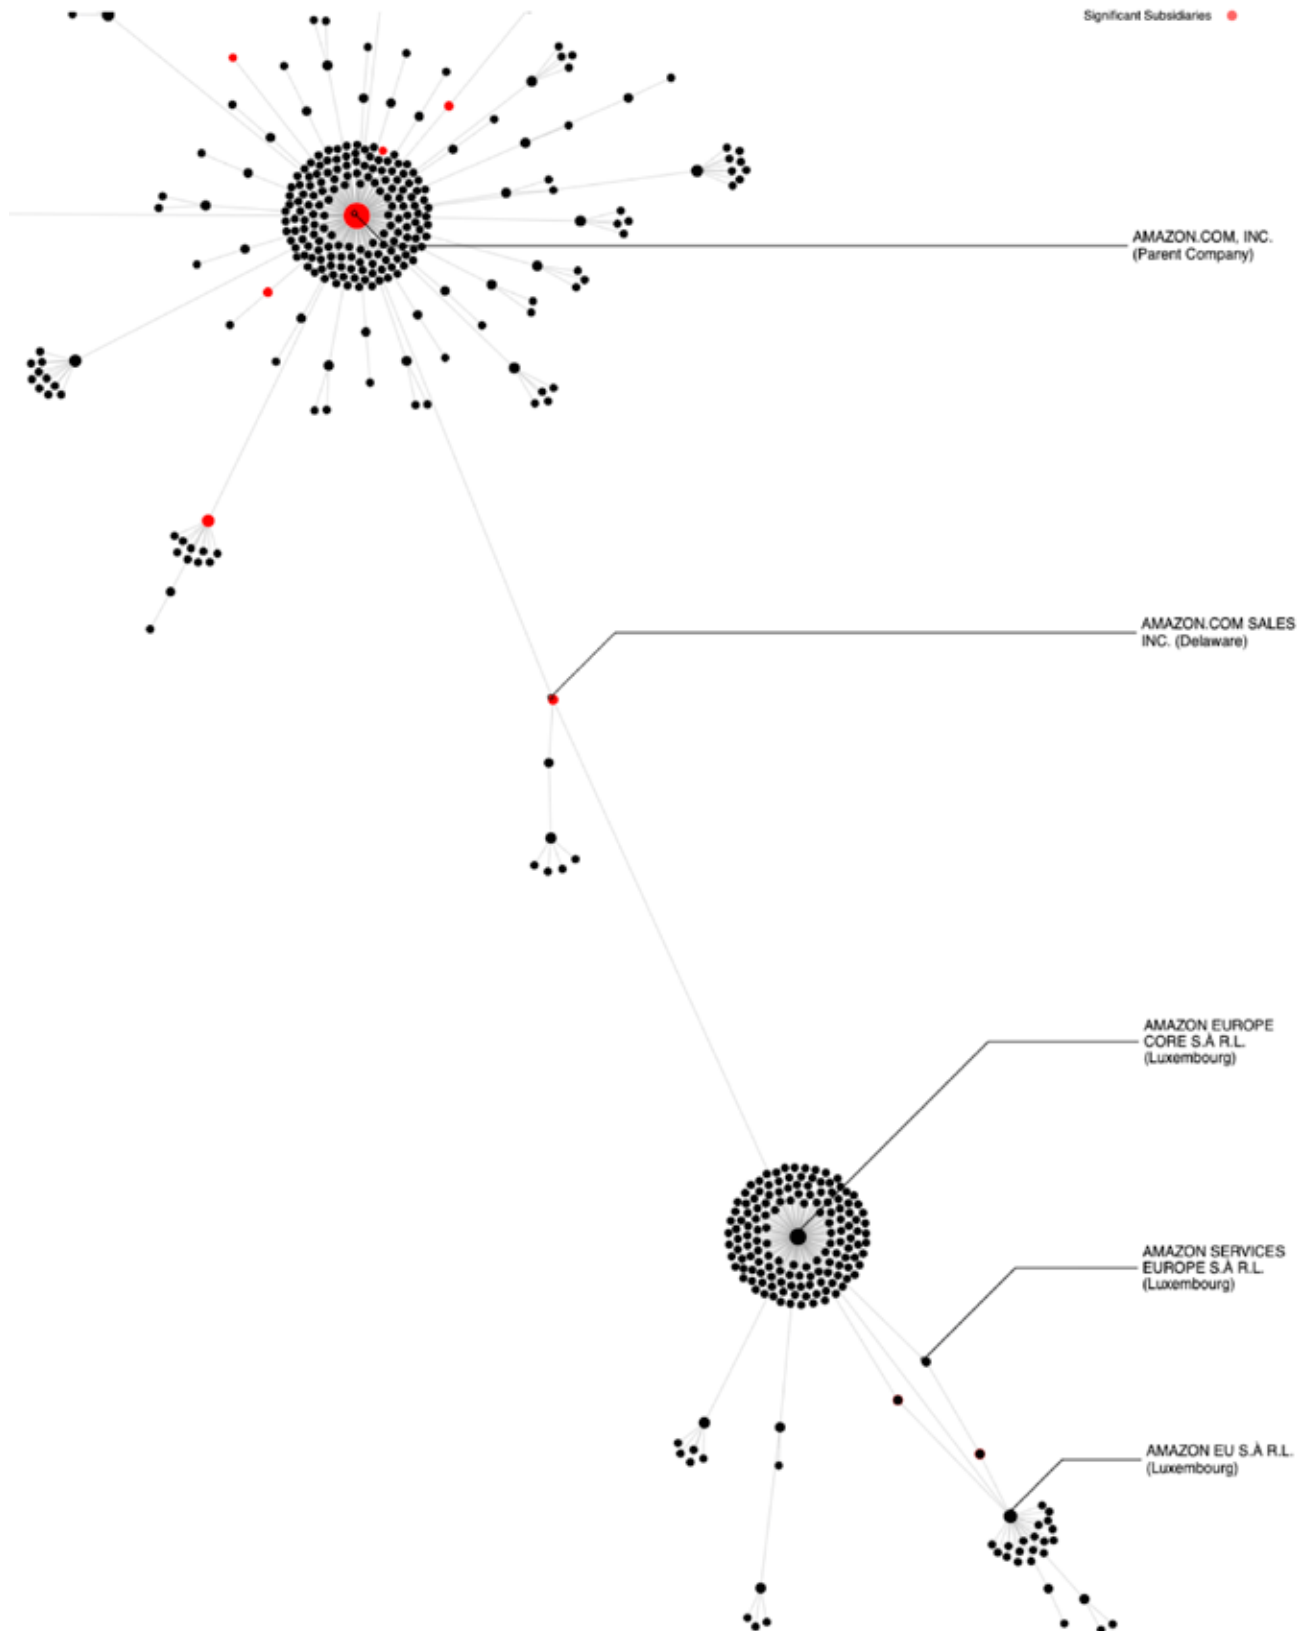 Significant Subsidiaries
AMAZON.COM, INC.
(Parent Company)
AMAZON.COM SALES
INC. (Delaware)
AMAZON EUROPE
CORE S.À R.L.
(Luxembourg)
AMAZON SERVICES
EUROPE S.À R.L.
(Luxembourg)
AMAZON EU S.À R.L.
(Luxembourg)